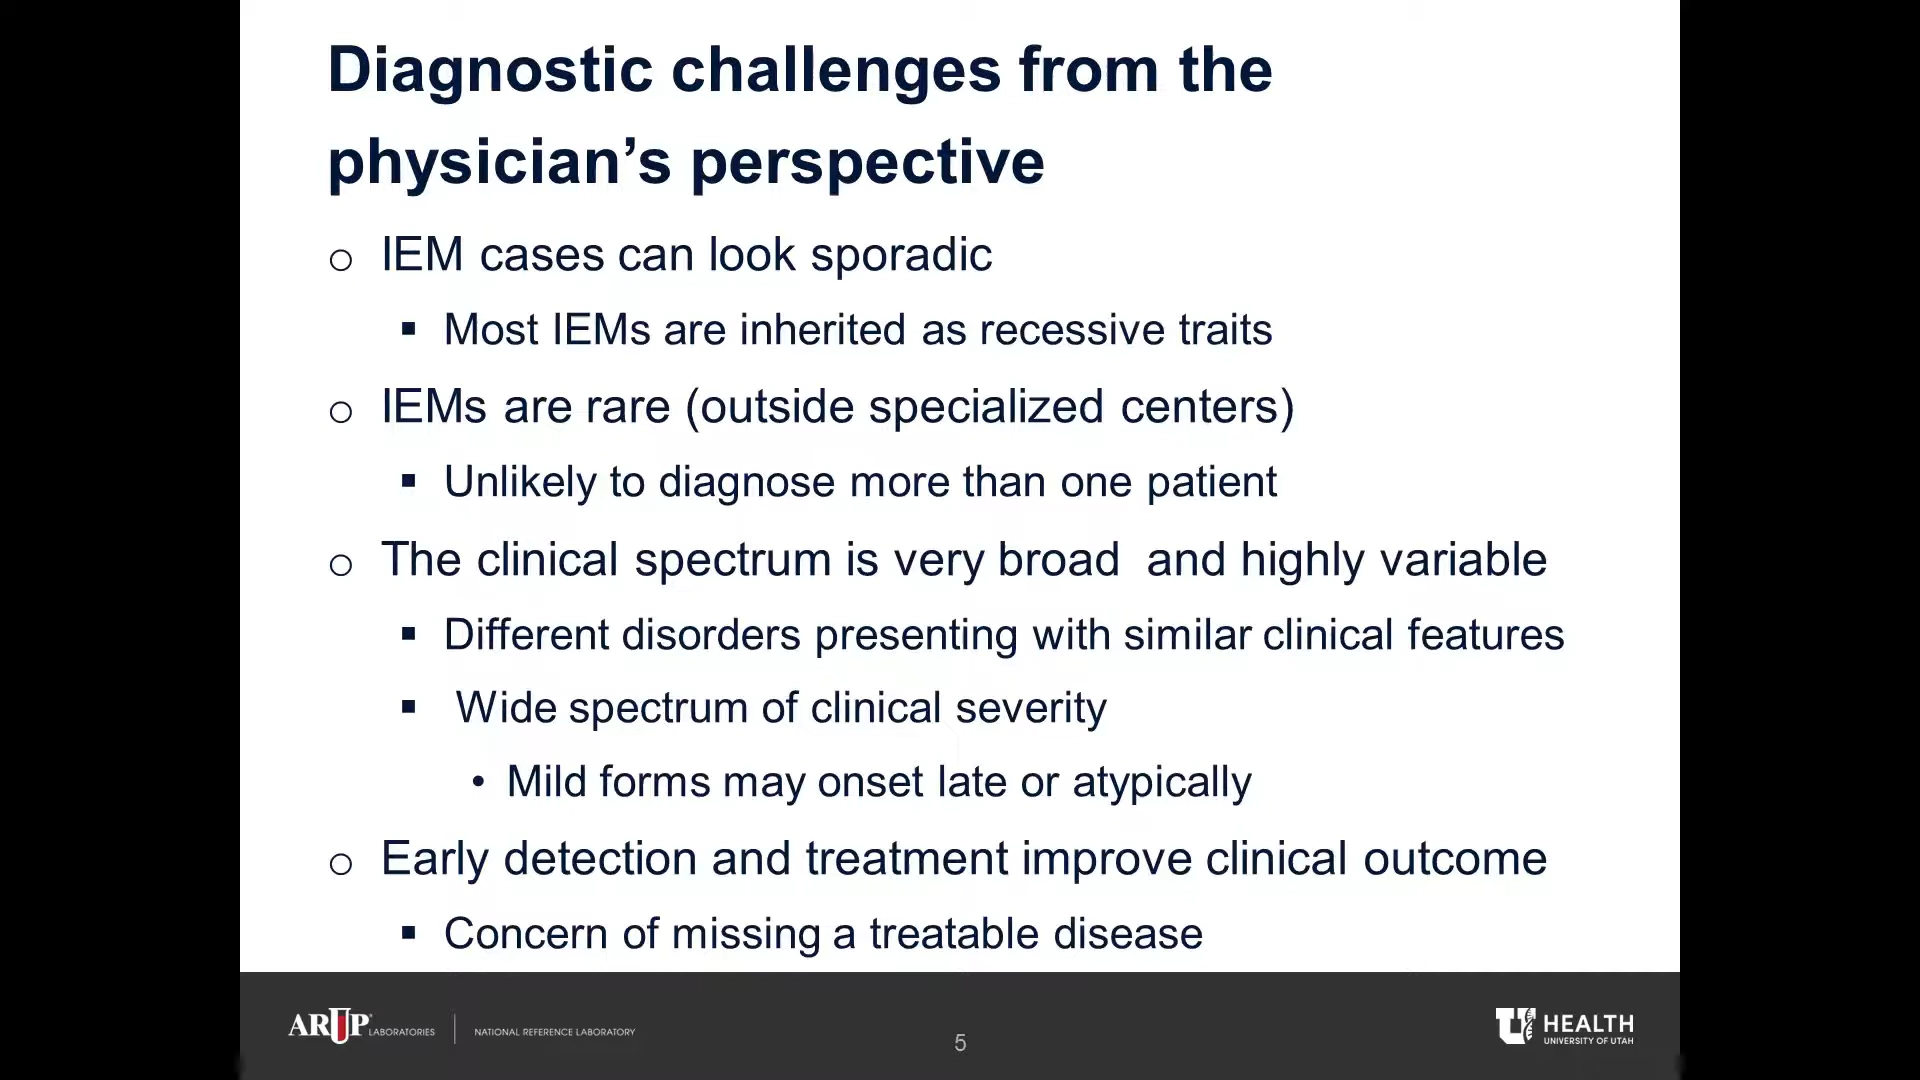 Diagnostic challenges from the
physician’s perspective
o IEM cases can look sporadic
▪ Most IEMs are inherited as recessive traits
o IEMs are rare (outside specialized centers)
▪ Unlikely to diagnose more than one patient
o The clinical spectrum is very broad  and highly variable
▪ Different disorders presenting with similar clinical features
▪ Wide spectrum of clinical severity
• Mild forms may onset late or atypically
o Early detection and treatment improve clinical outcome
▪ Concern of missing a treatable disease
ARUP LABORATORIES | NATIONAL REFERENCE LABORATORY
5
U HEALTH
UNIVERSITY OF UTAH